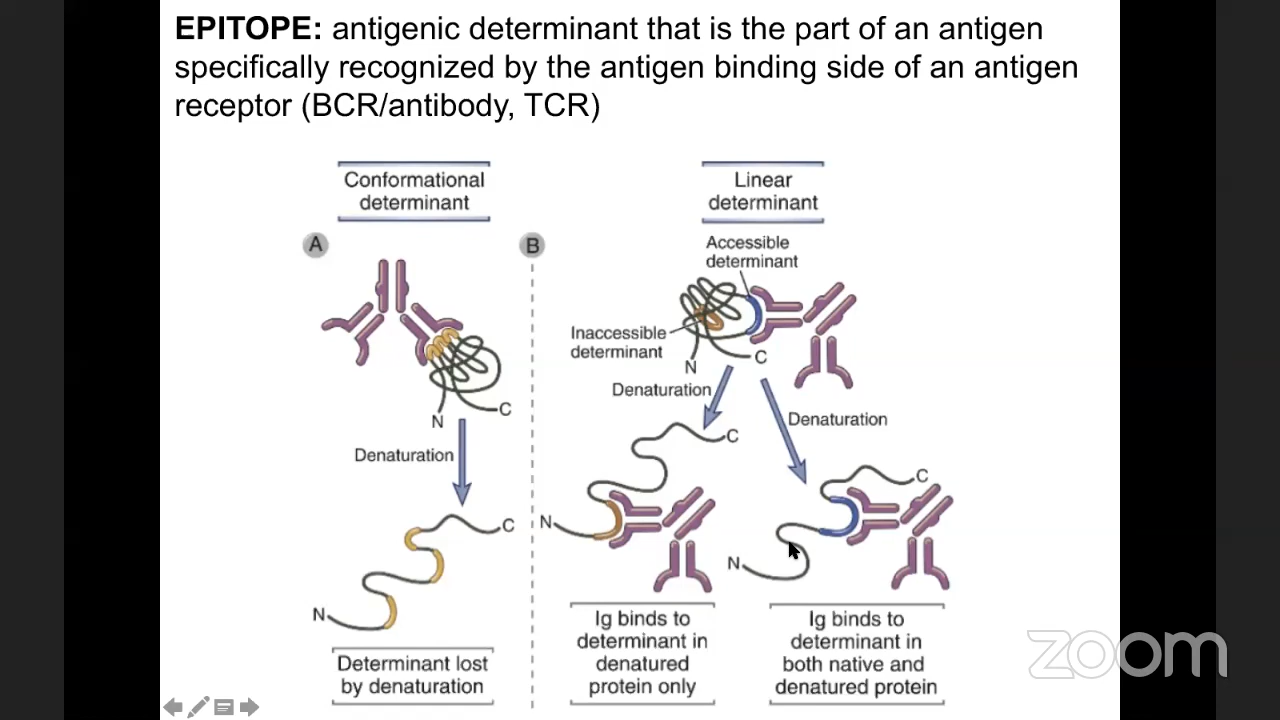 EPITOPE: antigenic determinant that is the part of an antigen
specifically recognized by the antigen binding side of an antigen
receptor (BCR/antibody, TCR)
Conformational
determinant
Linear
determinant
A
B
Accessible
determinant
Inaccessible
determinant
N
C
N
C
Denaturation
Denaturation
Denaturation
C
C
C
N
N
N
Ig binds to
determinant in
denatured
protein only
Ig binds to
determinant in
both native and
denatured protein
Determinant lost
by denaturation
zoom